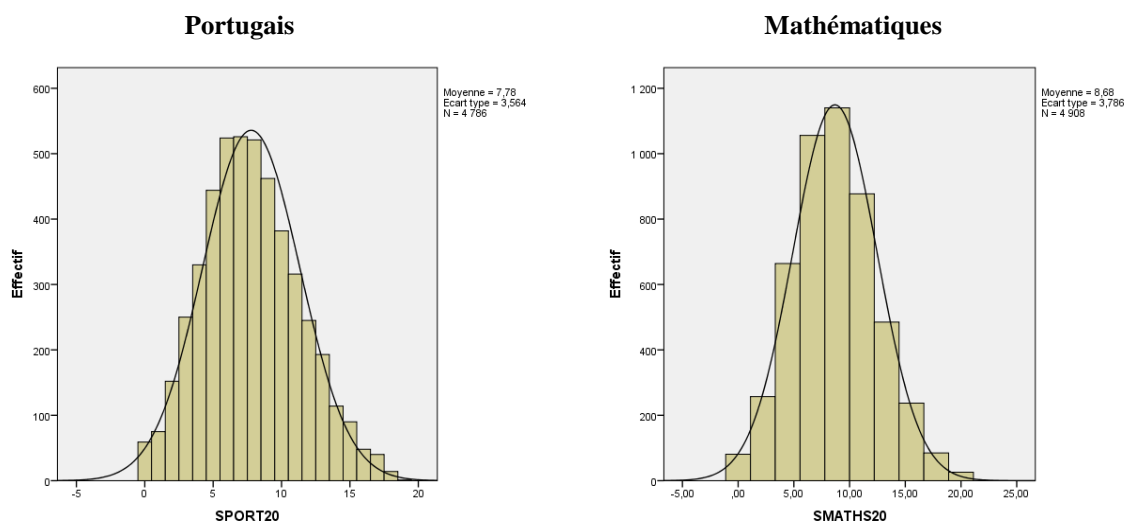 Portugais
Moyenne = 7,78
Ecart type = 3,564
N = 4 786
600
500
400
300
200
100
0
Effectif
-5 0 5 10 15 20
SPORT20
Mathématiques
Moyenne = 8,68
Ecart type = 3,786
N = 4 908
1 200
1 000
800
600
400
200
0
Effectif
-5,00 ,00 5,00 10,00 15,00 20,00 25,00
SMATHS20